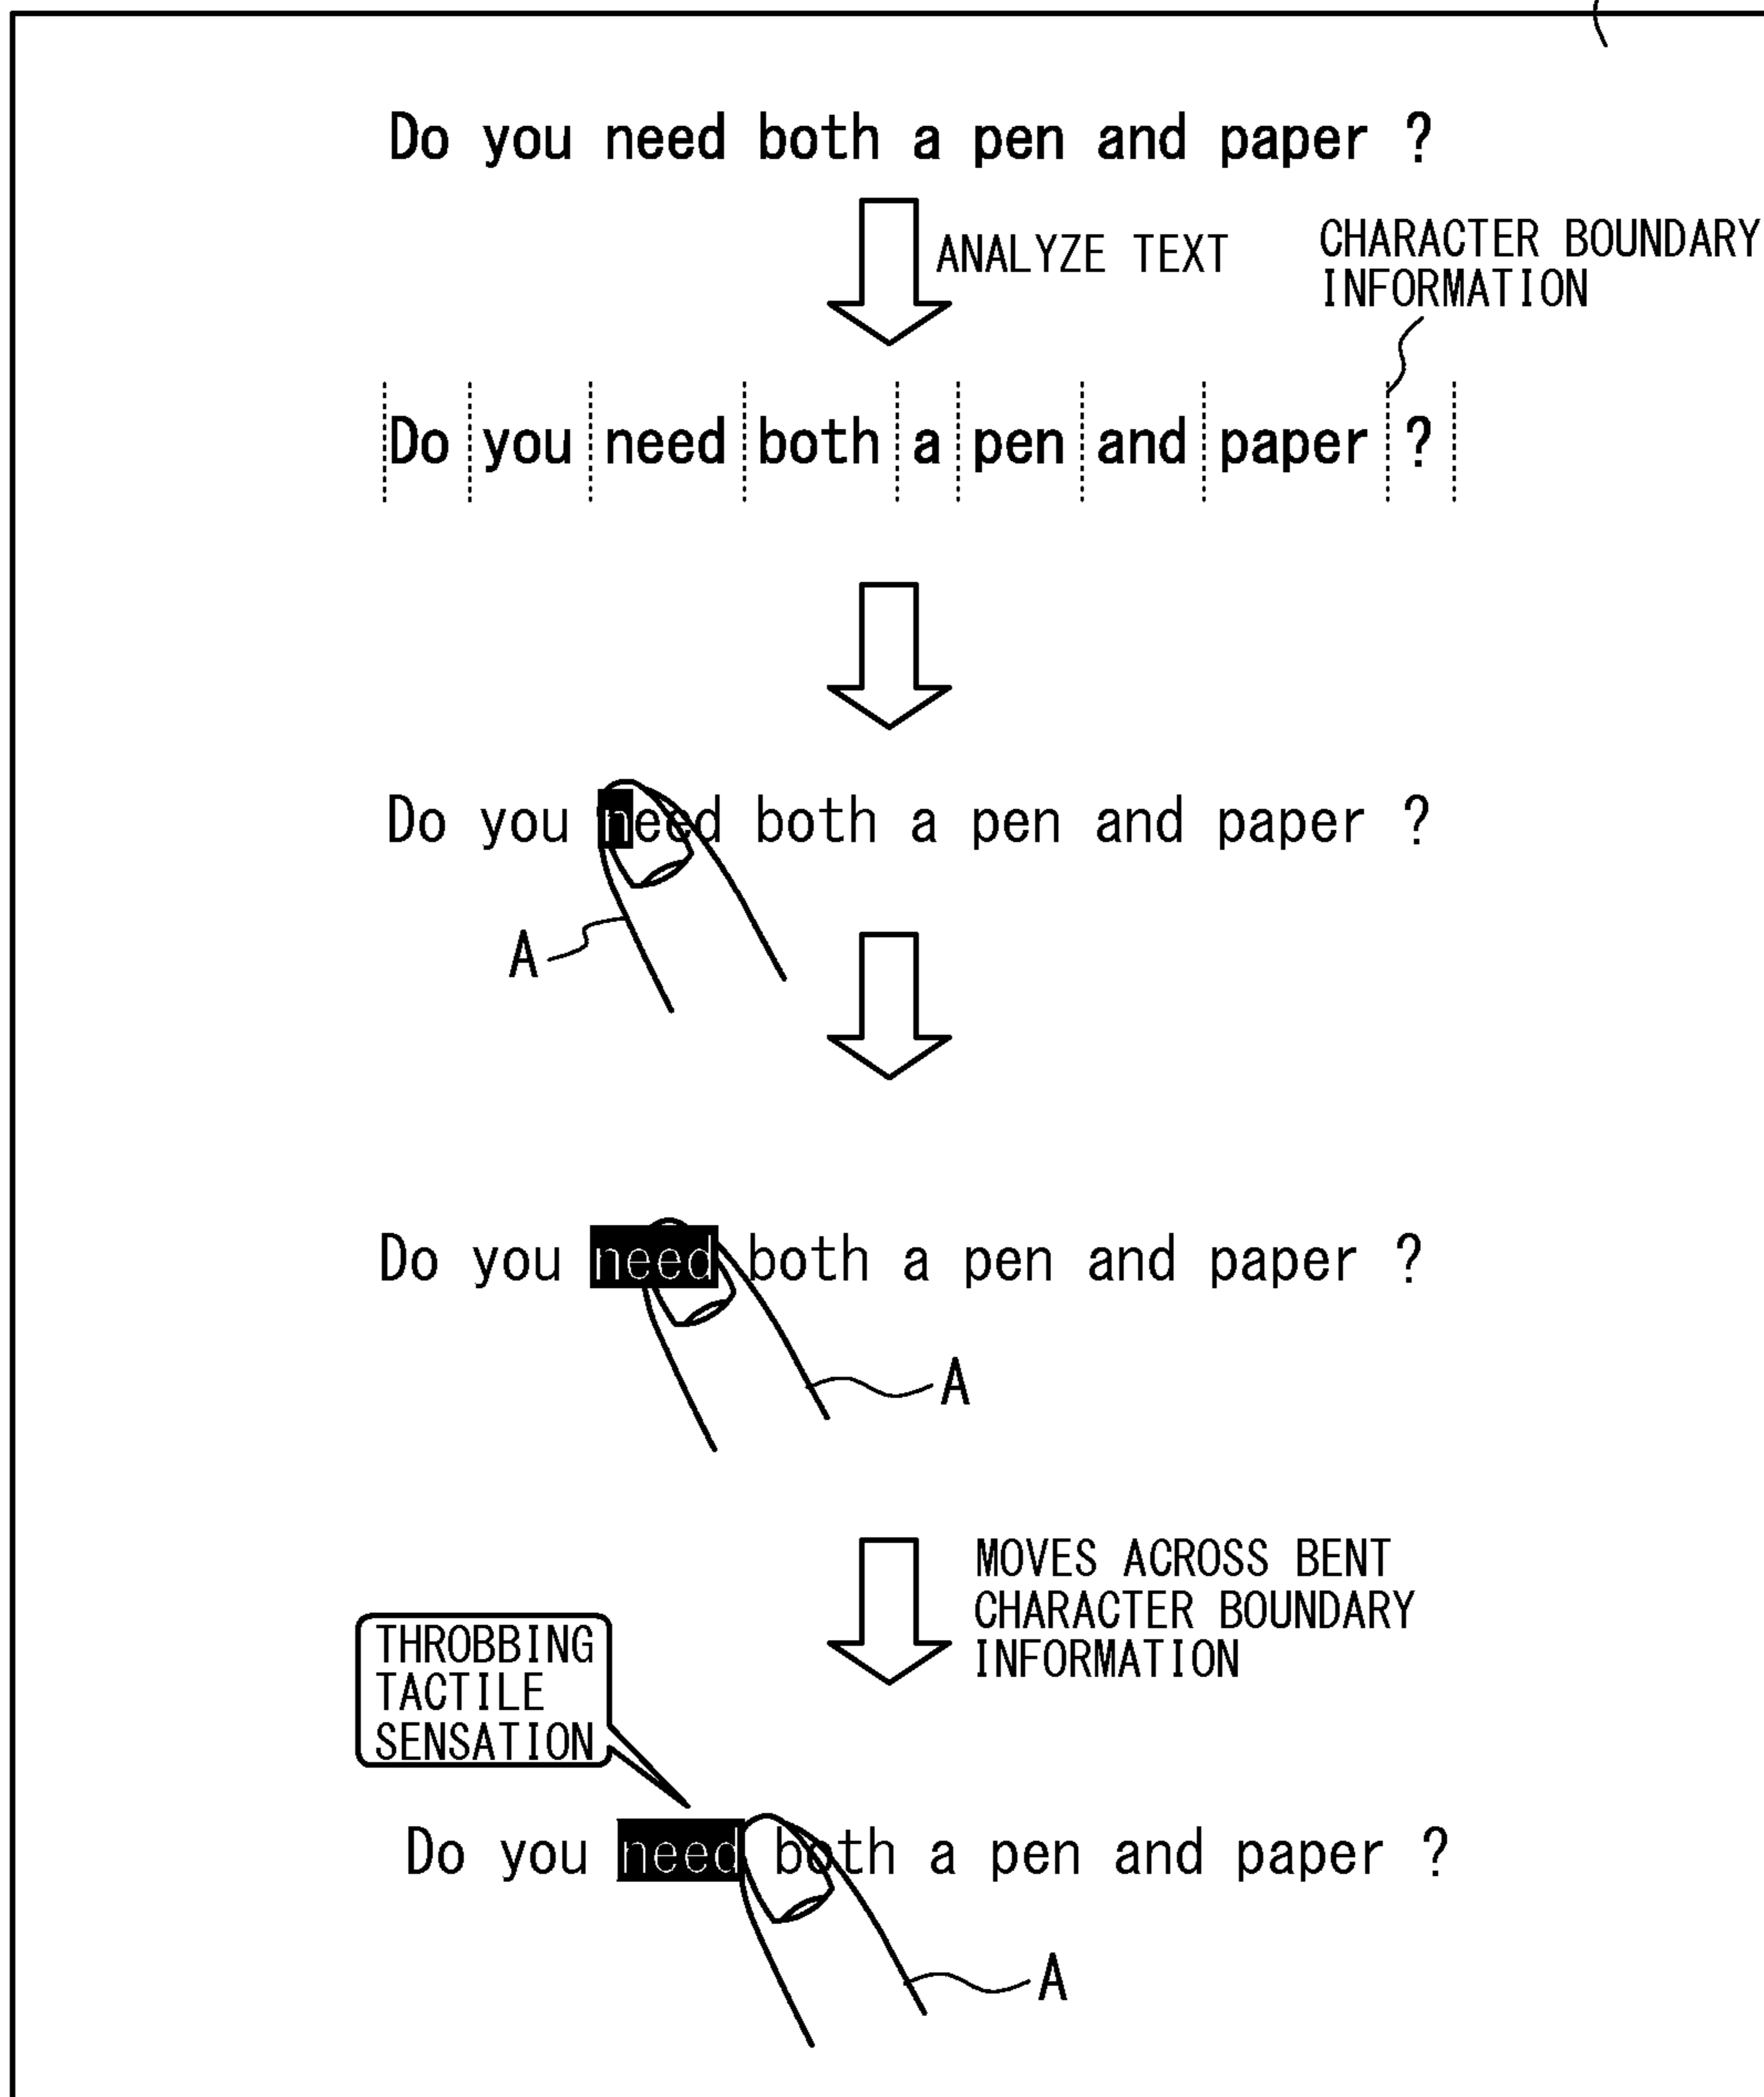 Do you need both a pen and paper ?
ANALYZE TEXT
CHARACTER BOUNDARY
INFORMATION
Do you need both a pen and paper ?
Do you need both a pen and paper ?
A
Do you need both a pen and paper ?
A
MOVES ACROSS BENT
CHARACTER BOUNDARY
INFORMATION
THROBBING
TACTILE
SENSATION
Do you need both a pen and paper ?
A